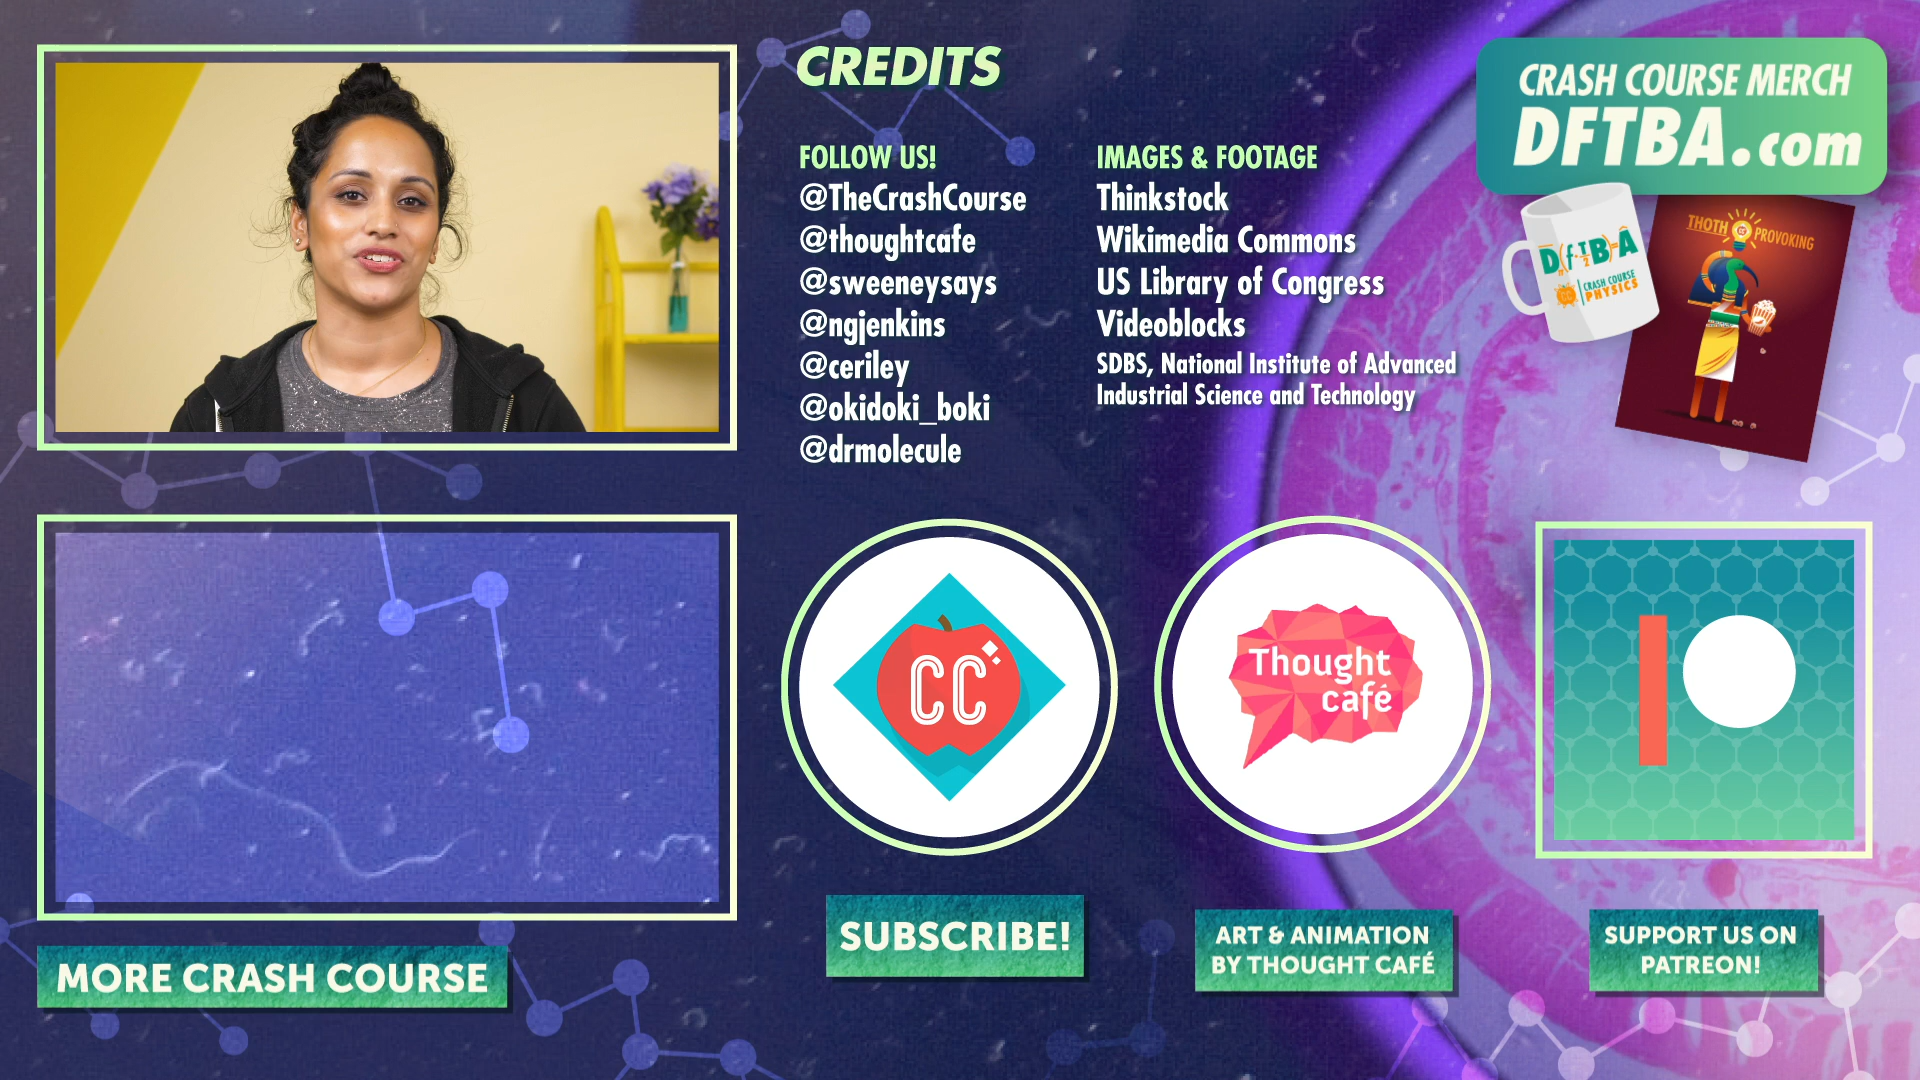 CREDITS
FOLLOW US!
@TheCrashCourse
@thoughtcafe
@sweeneysays
@ngjenkins
@ceriley
@okidoki_boki
@drmolecule
IMAGES & FOOTAGE
Thinkstock
Wikimedia Commons
US Library of Congress
Videoblocks
SDBS, National Institute of Advanced
Industrial Science and Technology
CRASH COURSE MERCH
DFTBA.com
CRASH COURSE
PHYSICS
THOTH PROVOKING
CC
Thought
café
MORE CRASH COURSE
SUBSCRIBE!
ART & ANIMATION
BY THOUGHT CAFÉ
SUPPORT US ON
PATREON!